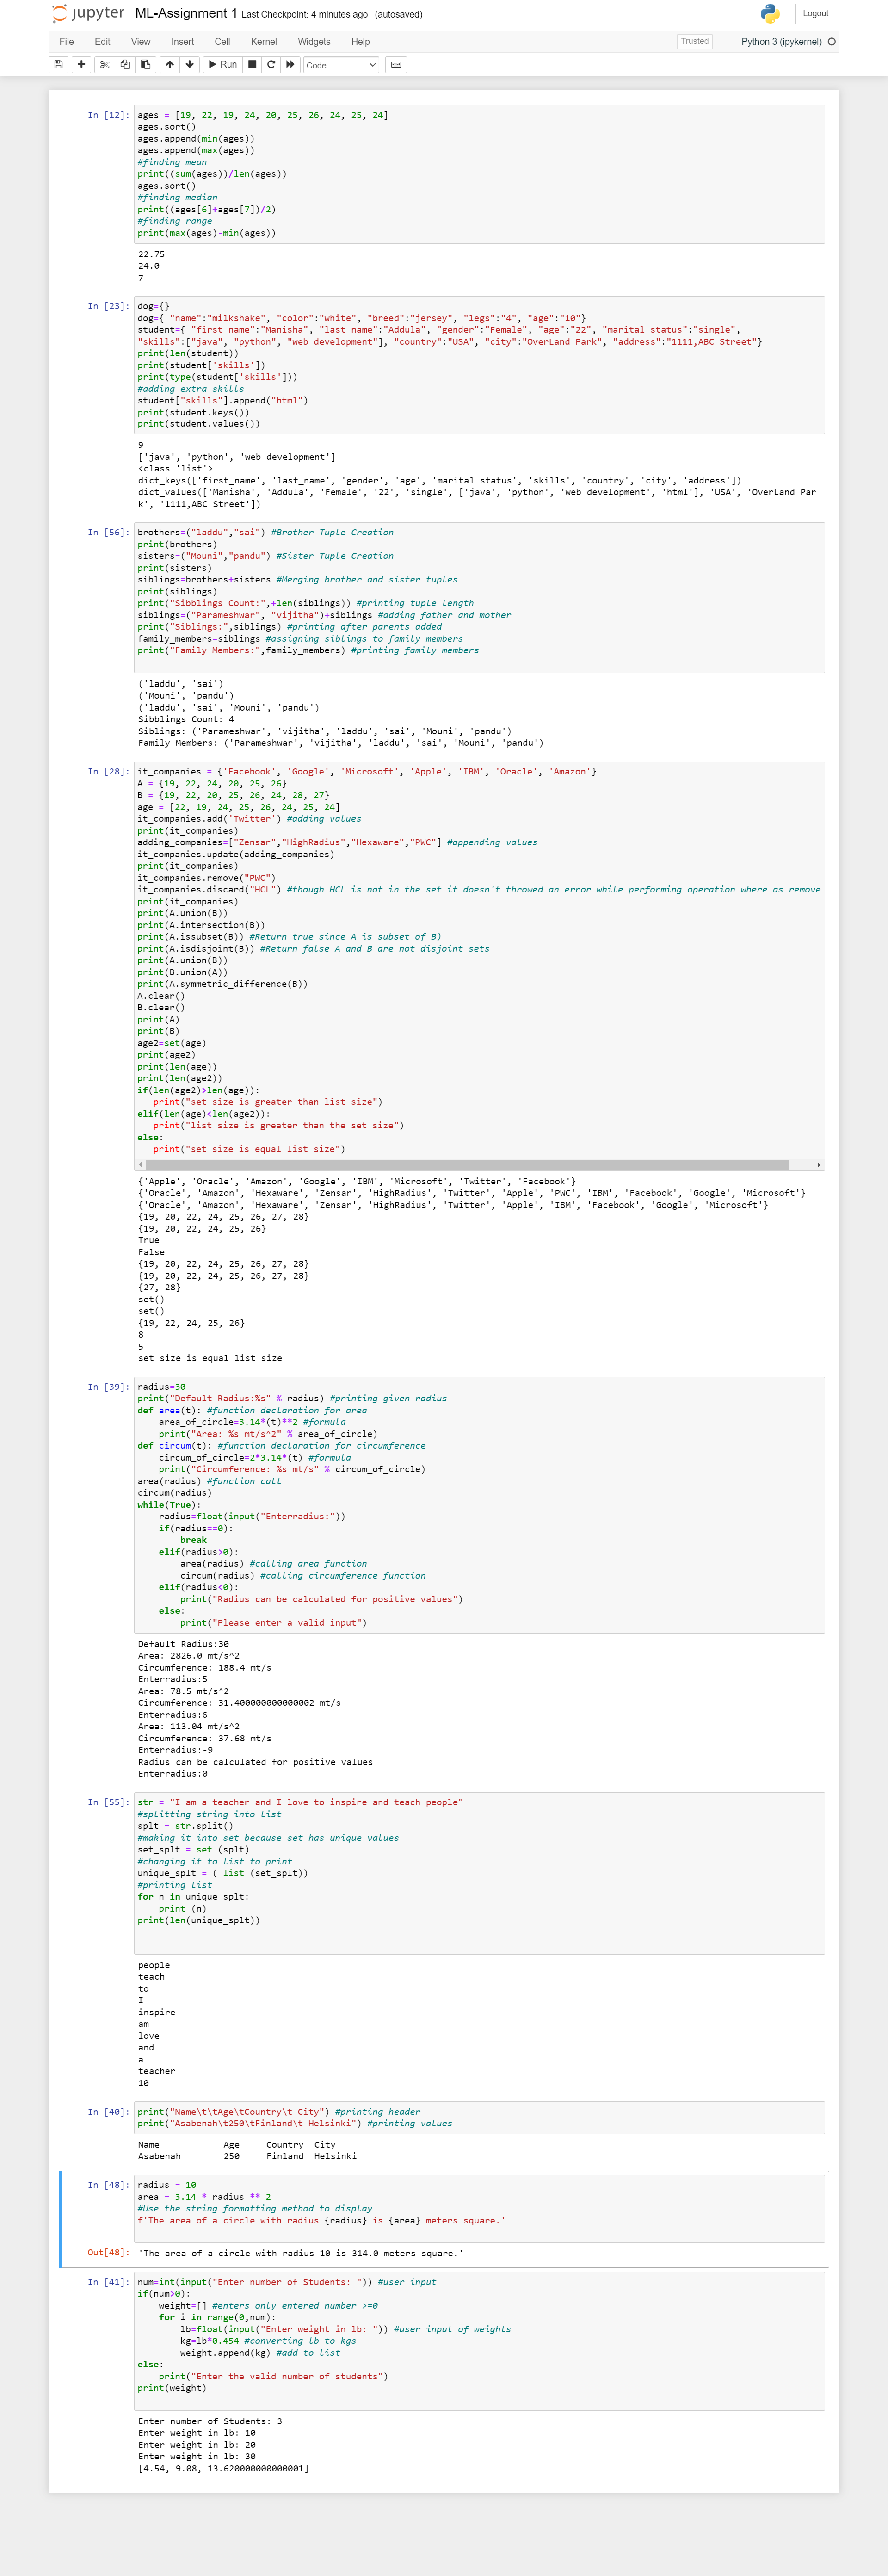 jupyter ML-Assignment 1 Last Checkpoint: 4 minutes ago (autosaved) Logout
File Edit View Insert Cell Kernel Widgets Help Trusted Python 3 (ipykernel)
Run Code
In [12]: ages = [19, 22, 19, 24, 20, 25, 26, 24, 25, 24]
ages.sort()
ages.append(min(ages))
ages.append(max(ages))
#finding mean
print((sum(ages))/len(ages))
ages.sort()
#finding median
print((ages[6]+ages[7])/2)
#finding range
print(max(ages)-min(ages))
22.75
24.0
7
In [23]: dog={}
dog={ "name":"milkshake", "color":"white", "breed":"jersey", "legs":"4", "age":"10"}
student={ "first_name":"Manisha", "last_name":"Addula", "gender":"Female", "age":"22", "marital status":"single",
"skills":["java", "python", "web development"], "country":"USA", "city":"OverLand Park", "address":"1111,ABC Street"}
print(len(student))
print(student['skills'])
print(type(student['skills']))
#adding extra skills
student["skills"].append("html")
print(student.keys())
print(student.values())
9
['java', 'python', 'web development']
<class 'list'>
dict_keys(['first_name', 'last_name', 'gender', 'age', 'marital status', 'skills', 'country', 'city', 'address'])
dict_values(['Manisha', 'Addula', 'Female', '22', 'single', ['java', 'python', 'web development', 'html'], 'USA', 'OverLand Par
k', '1111,ABC Street'])
In [56]: brothers=("laddu","sai") #Brother Tuple Creation
print(brothers)
sisters=("Mouni","pandu") #Sister Tuple Creation
print(sisters)
siblings=brothers+sisters #Merging brother and sister tuples
print(siblings)
print("Sibblings Count:",+len(siblings)) #printing tuple length
siblings=("Parameshwar", "vijitha")+siblings #adding father and mother
print("Siblings:",siblings) #printing after parents added
family_members=siblings #assigning siblings to family members
print("Family Members:",family_members) #printing family members
('laddu', 'sai')
('Mouni', 'pandu')
('laddu', 'sai', 'Mouni', 'pandu')
Sibblings Count: 4
Siblings: ('Parameshwar', 'vijitha', 'laddu', 'sai', 'Mouni', 'pandu')
Family Members: ('Parameshwar', 'vijitha', 'laddu', 'sai', 'Mouni', 'pandu')
In [28]: it_companies = {'Facebook', 'Google', 'Microsoft', 'Apple', 'IBM', 'Oracle', 'Amazon'}
A = {19, 22, 24, 20, 25, 26}
B = {19, 22, 20, 25, 26, 24, 28, 27}
age = [22, 19, 24, 25, 26, 24, 25, 24]
it_companies.add('Twitter') #adding values
print(it_companies)
adding_companies=["Zensar","HighRadius","Hexaware","PWC"] #appending values
it_companies.update(adding_companies)
print(it_companies)
it_companies.remove("PWC")
it_companies.discard("HCL") #though HCL is not in the set it doesn't throwed an error while performing operation where as remove
print(it_companies)
print(A.union(B))
print(A.intersection(B))
print(A.issubset(B)) #Return true since A is subset of B)
print(A.isdisjoint(B)) #Return false A and B are not disjoint sets
print(A.union(B))
print(B.union(A))
print(A.symmetric_difference(B))
A.clear()
B.clear()
print(A)
print(B)
age2=set(age)
print(age2)
print(len(age))
print(len(age2))
if(len(age2)>len(age)):
print("set size is greater than list size")
elif(len(age)<len(age2)):
print("list size is greater than the set size")
else:
print("set size is equal list size")
{'Apple', 'Oracle', 'Amazon', 'Google', 'IBM', 'Microsoft', 'Twitter', 'Facebook'}
{'Oracle', 'Amazon', 'Hexaware', 'Zensar', 'HighRadius', 'Twitter', 'Apple', 'PWC', 'IBM', 'Facebook', 'Google', 'Microsoft'}
{'Oracle', 'Amazon', 'Hexaware', 'Zensar', 'HighRadius', 'Twitter', 'Apple', 'IBM', 'Facebook', 'Google', 'Microsoft'}
{19, 20, 22, 24, 25, 26, 27, 28}
{19, 20, 22, 24, 25, 26}
True
False
{19, 20, 22, 24, 25, 26, 27, 28}
{19, 20, 22, 24, 25, 26, 27, 28}
{27, 28}
set()
set()
{19, 22, 24, 25, 26}
8
5
set size is equal list size
In [39]: radius=30
print("Default Radius:%s" % radius) #printing given radius
def area(t): #function declaration for area
area_of_circle=3.14*(t)**2 #formula
print("Area: %s mt/s^2" % area_of_circle)
def circum(t): #function declaration for circumference
circum_of_circle=2*3.14*(t) #formula
print("Circumference: %s mt/s" % circum_of_circle)
area(radius) #function call
circum(radius)
while(True):
radius=float(input("Enterradius:"))
if(radius==0):
break
elif(radius>0):
area(radius) #calling area function
circum(radius) #calling circumference function
elif(radius<0):
print("Radius can be calculated for positive values")
else:
print("Please enter a valid input")
Default Radius:30
Area: 2826.0 mt/s^2
Circumference: 188.4 mt/s
Enterradius:5
Area: 78.5 mt/s^2
Circumference: 31.400000000000002 mt/s
Enterradius:6
Area: 113.04 mt/s^2
Circumference: 37.68 mt/s
Enterradius:-9
Radius can be calculated for positive values
Enterradius:0
In [55]: str = "I am a teacher and I love to inspire and teach people"
#splitting string into list
splt = str.split()
#making it into set because set has unique values
set_splt = set (splt)
#changing it to list to print
unique_splt = ( list (set_splt))
#printing list
for n in unique_splt:
print (n)
print(len(unique_splt))
people
teach
to
I
inspire
am
love
and
a
teacher
10
In [40]: print("Name\t\tAge\tCountry\t City") #printing header
print("Asabenah\t250\tFinland\t Helsinki") #printing values
Name Age Country City
Asabenah 250 Finland Helsinki
In [48]: radius = 10
area = 3.14 * radius ** 2
#Use the string formatting method to display
f'The area of a circle with radius {radius} is {area} meters square.'
Out[48]: 'The area of a circle with radius 10 is 314.0 meters square.'
In [41]: num=int(input("Enter number of Students: ")) #user input
if(num>0):
weight=[] #enters only entered number >=0
for i in range(0,num):
lb=float(input("Enter weight in lb: ")) #user input of weights
kg=lb*0.454 #converting lb to kgs
weight.append(kg) #add to list
else:
print("Enter the valid number of students")
print(weight)
Enter number of Students: 3
Enter weight in lb: 10
Enter weight in lb: 20
Enter weight in lb: 30
[4.54, 9.08, 13.620000000000001]